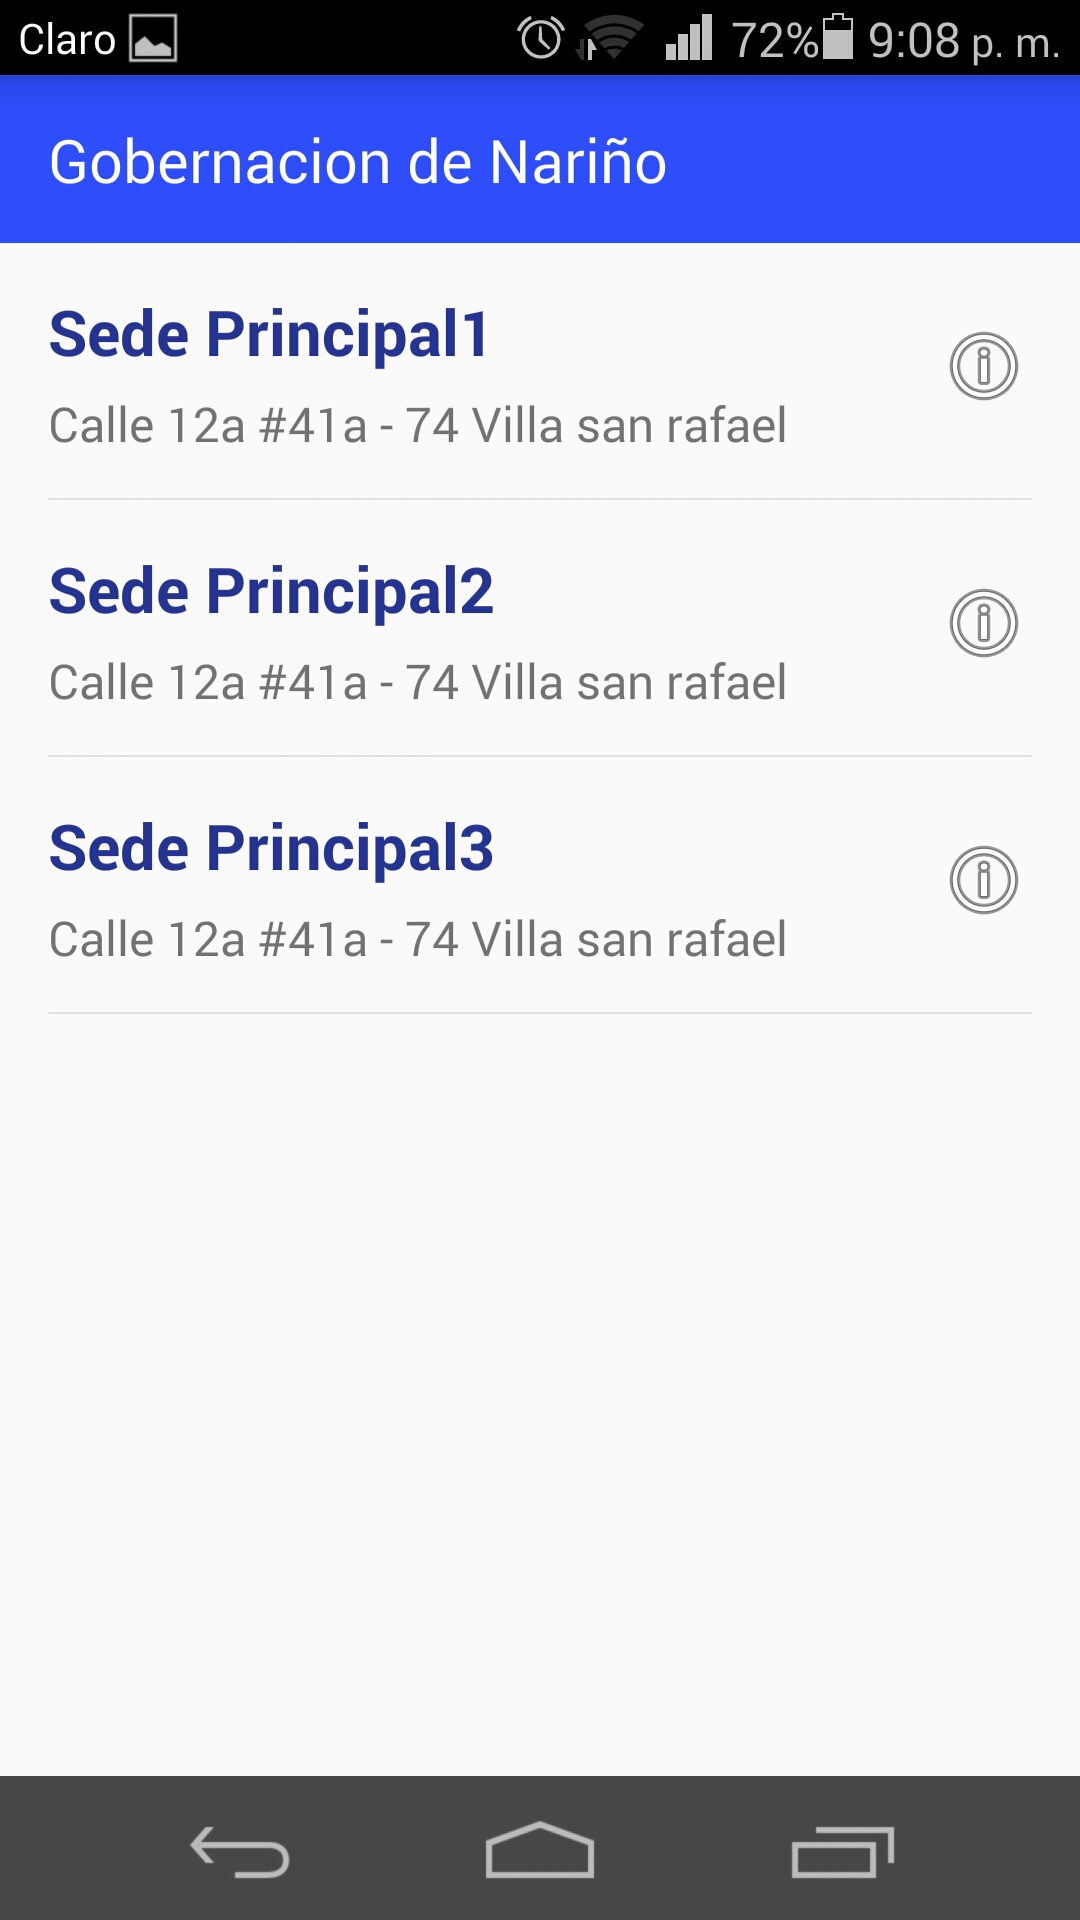 Claro 72% 9:08 p. m.
Gobernacion de Nariño
Sede Principal1
Calle 12a #41a - 74 Villa san rafael
Sede Principal2
Calle 12a #41a - 74 Villa san rafael
Sede Principal3
Calle 12a #41a - 74 Villa san rafael